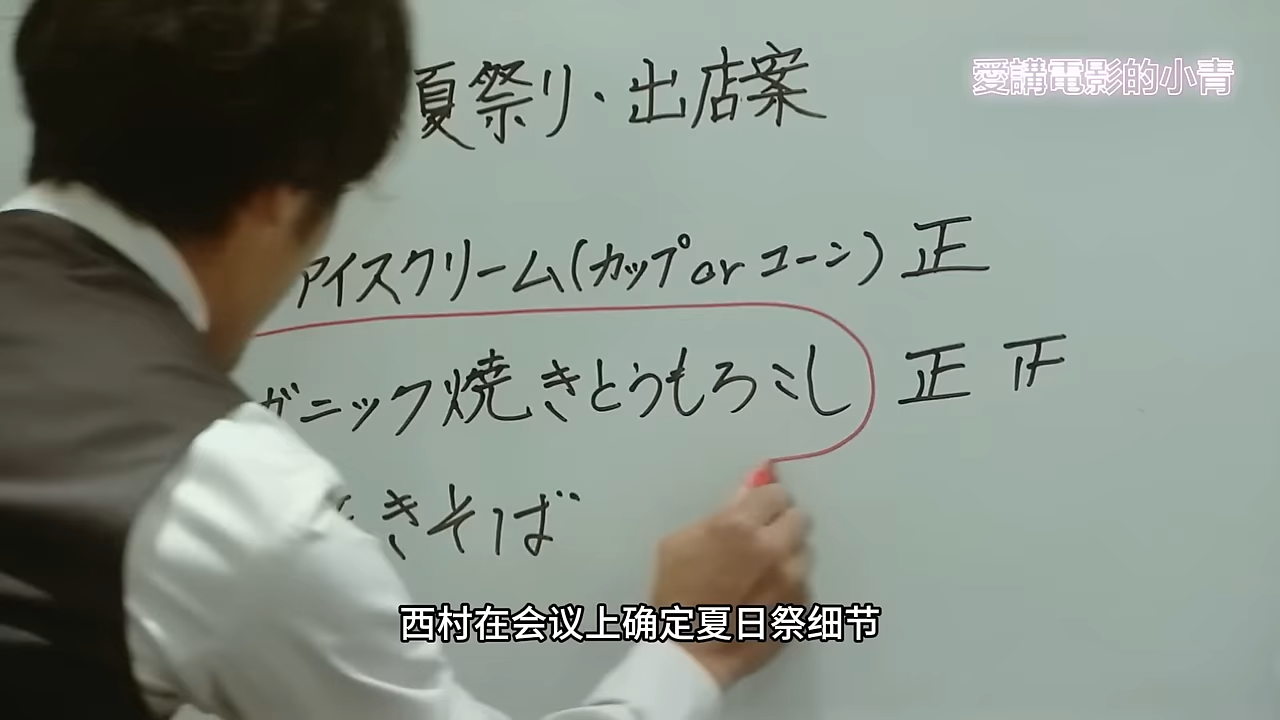 愛講電影的小青
夏祭り・出店案
アイスクリーム(カップorコーン) 正
ガニック焼きとうもろこし 正 正
きそば
西村在会议上确定夏日祭细节